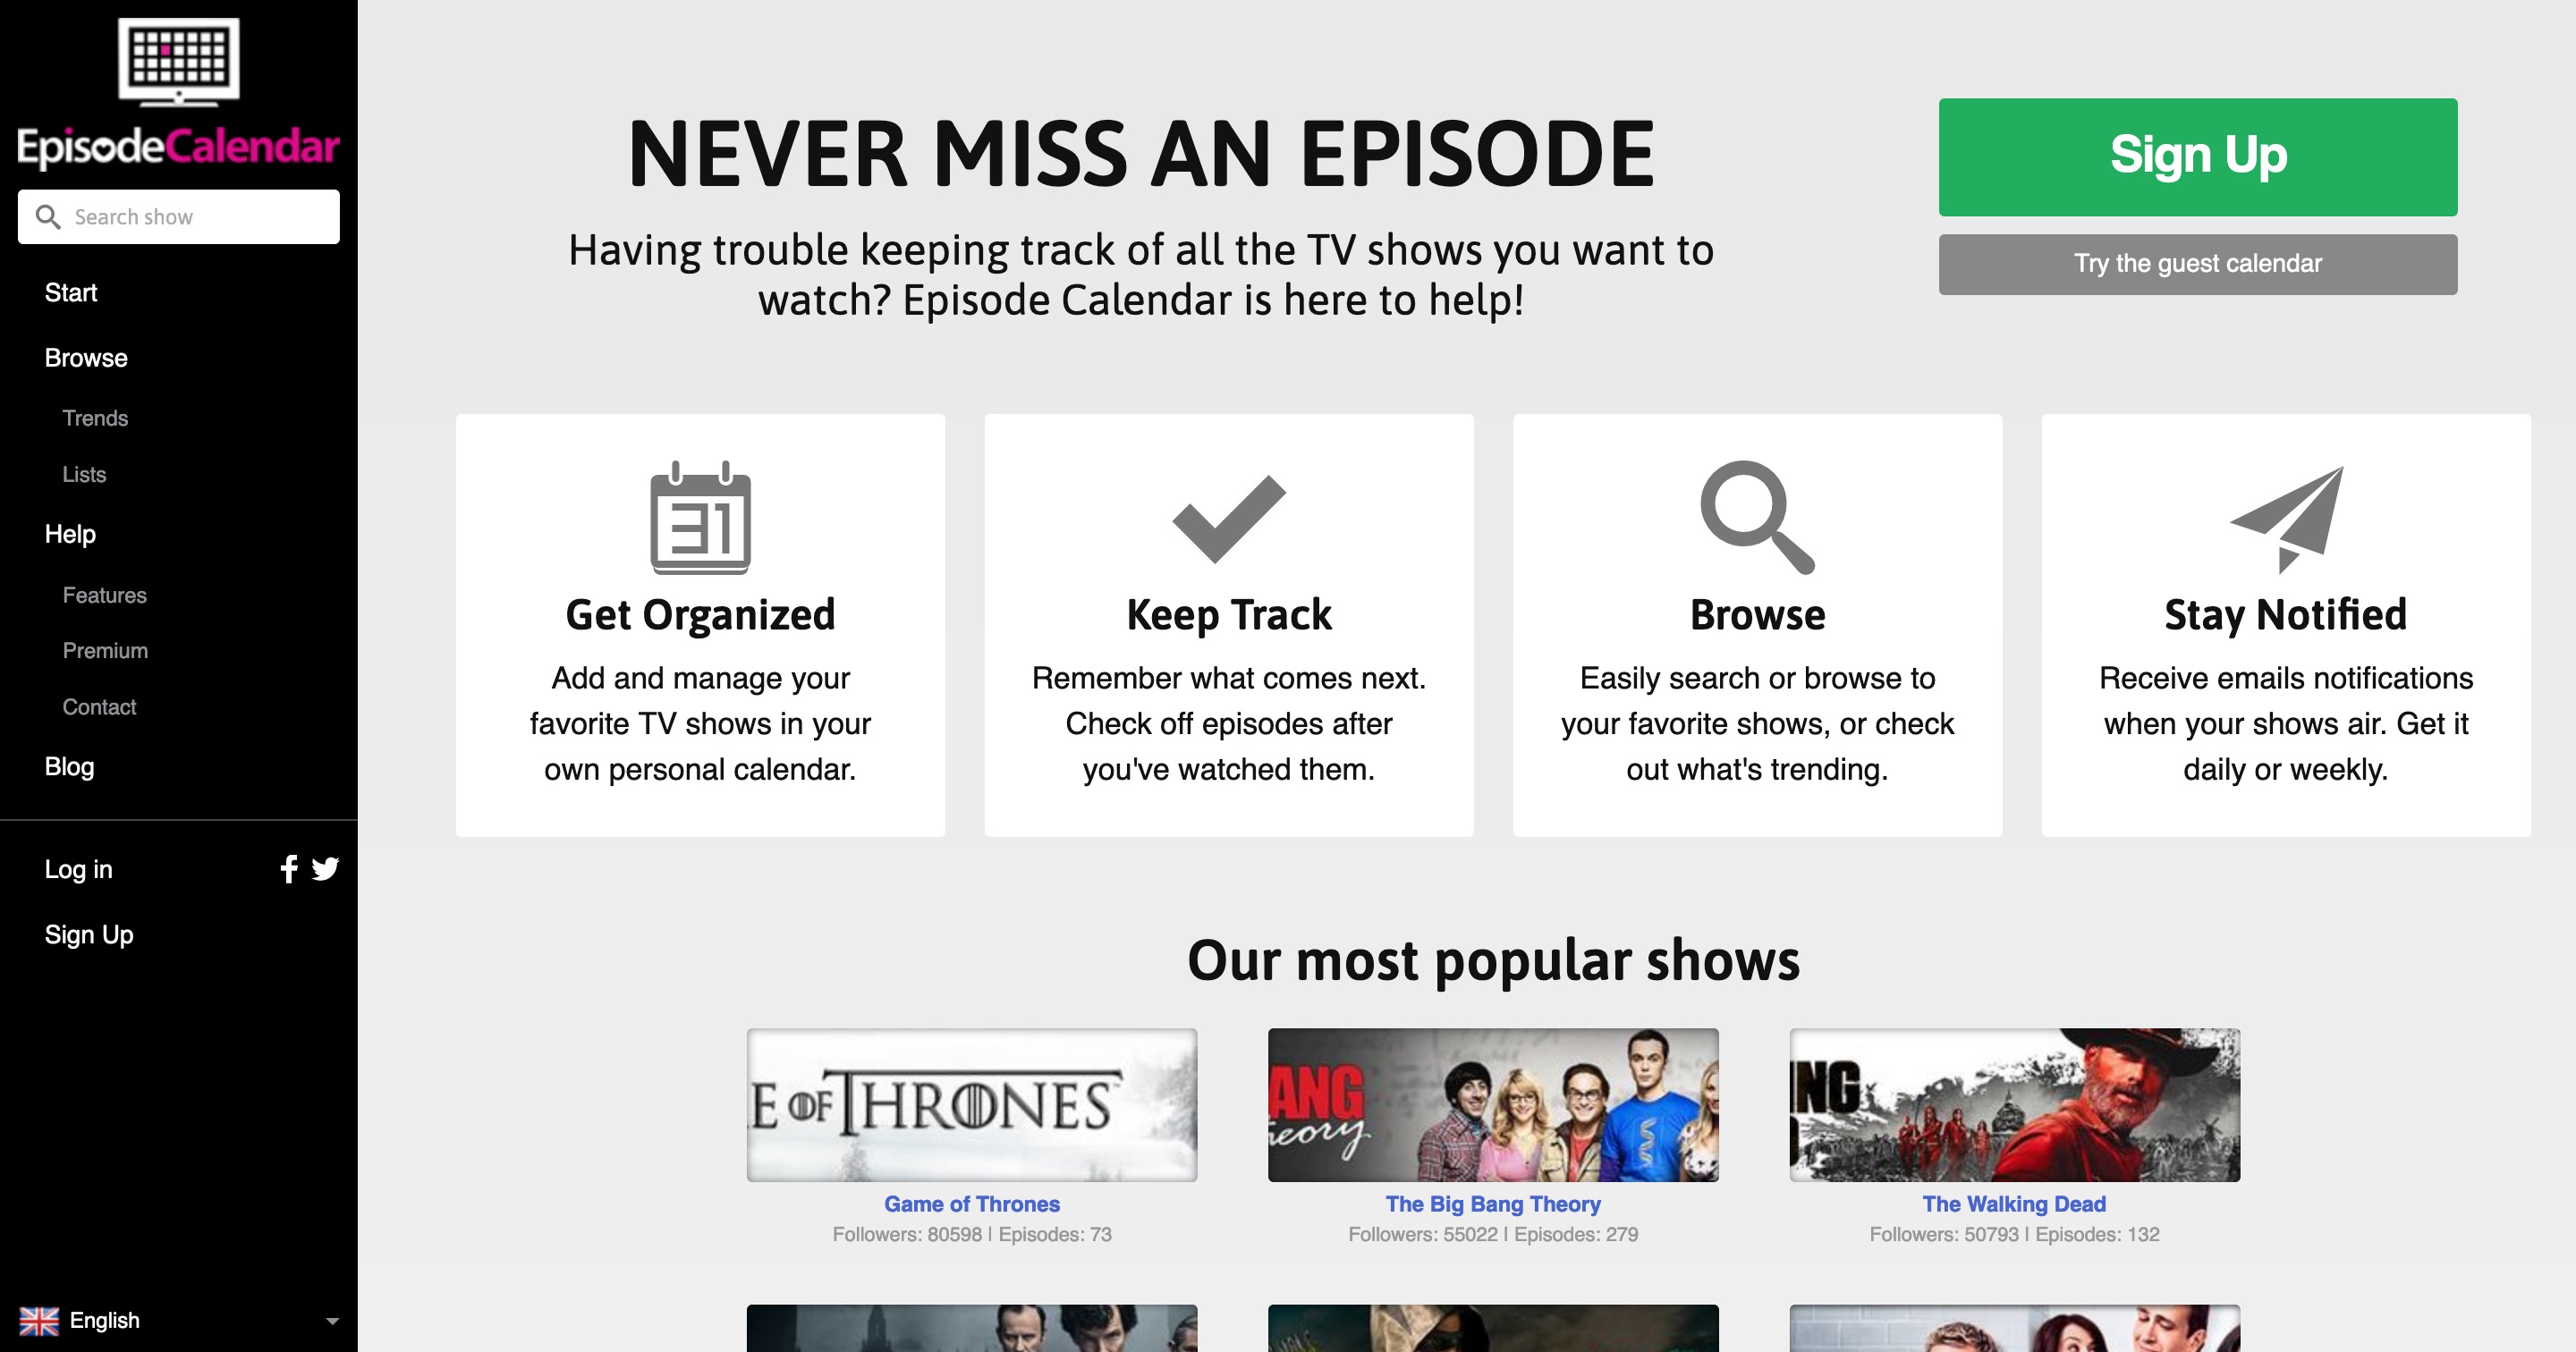 EpisodeCalendar
Search show
Start
Browse
Trends
Lists
Help
Features
Premium
Contact
Blog
Log in
Sign Up
English
NEVER MISS AN EPISODE
Having trouble keeping track of all the TV shows you want to
watch? Episode Calendar is here to help!
Sign Up
Try the guest calendar
31
Get Organized
Add and manage your
favorite TV shows in your
own personal calendar.
Keep Track
Remember what comes next.
Check off episodes after
you've watched them.
Browse
Easily search or browse to
your favorite shows, or check
out what's trending.
Stay Notified
Receive emails notifications
when your shows air. Get it
daily or weekly.
Our most popular shows
E OF THRONES
Game of Thrones
Followers: 80598 | Episodes: 73
ANG
eory
The Big Bang Theory
Followers: 55022 | Episodes: 279
NG
The Walking Dead
Followers: 50793 | Episodes: 132